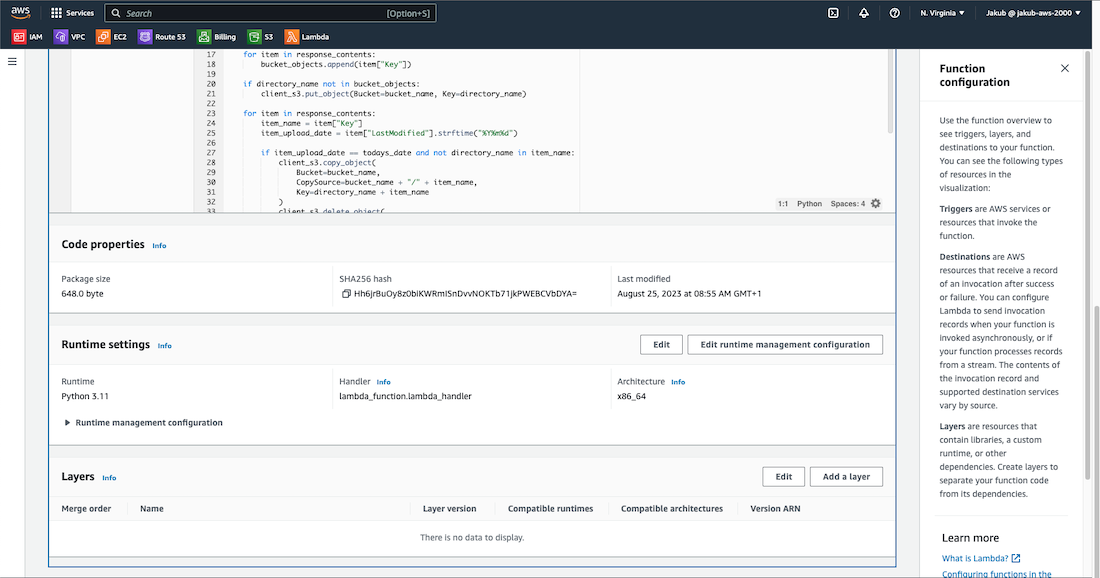 aws
Services
Search
[Option+S]
N. Virginia
Jakub @ jakub-aws-2000
IAM
VPC
EC2
Route 53
Billing
S3
Lambda
17 for item in response_contents:
18 bucket_objects.append(item["Key"])
19
20 if directory_name not in bucket_objects:
21 client_s3.put_object(Bucket=bucket_name, Key=directory_name)
22
23 for item in response_contents:
24 item_name = item["Key"]
25 item_upload_date = item["LastModified"].strftime("%Y%m%d")
26
27 if item_upload_date == todays_date and not directory_name in item_name:
28 client_s3.copy_object(
29 Bucket=bucket_name,
30 CopySource=bucket_name + "/" + item_name,
31 Key=directory_name + item_name
32 )
33 client_s3.delete_object(
1:1 Python Spaces: 4
Code properties Info
Package size
648.0 byte
SHA256 hash
Last modified
August 25, 2023 at 08:55 AM GMT+1
Runtime settings Info
Edit
Edit runtime management configuration
Runtime
Python 3.11
Handler Info
lambda_function.lambda_handler
Architecture Info
x86_64
Runtime management configuration
Layers Info
Edit
Add a layer
Merge order
Name
Layer version
Compatible runtimes
Compatible architectures
Version ARN
There is no data to display.
Function
configuration
Use the function overview to
see triggers, layers, and
destinations to your function.
You can see the following types
of resources in the
visualization:
Triggers are AWS services or
resources that invoke the
function.
Destinations are AWS
resources that receive a record
of an invocation after success
or failure. You can configure
Lambda to send invocation
records when your function is
invoked asynchronously, or if
your function processes records
from a stream. The contents of
the invocation record and
supported destination services
vary by source.
Layers are resources that
contain libraries, a custom
runtime, or other
dependencies. Create layers to
separate your function code
from its dependencies.
Learn more
What is Lambda?
Configuring functions in the